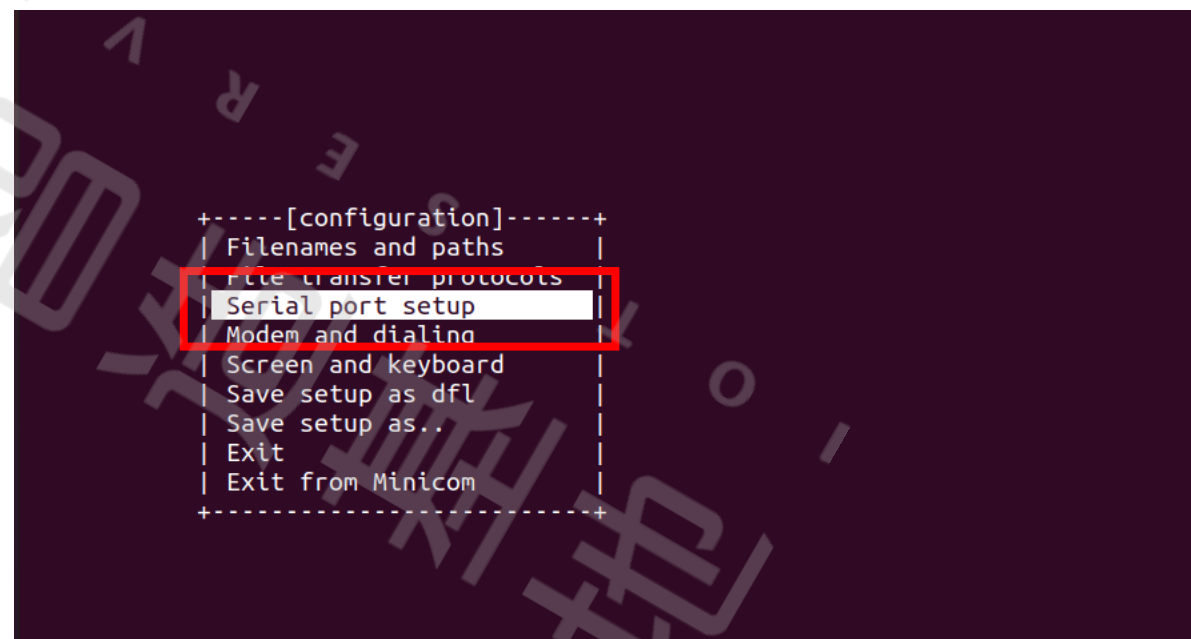 +-----[configuration]------+
| Filenames and paths |
| File transfer protocols |
| Serial port setup |
| Modem and dialing |
| Screen and keyboard |
| Save setup as dfl |
| Save setup as.. |
| Exit |
| Exit from Minicom |
+--------------------------+